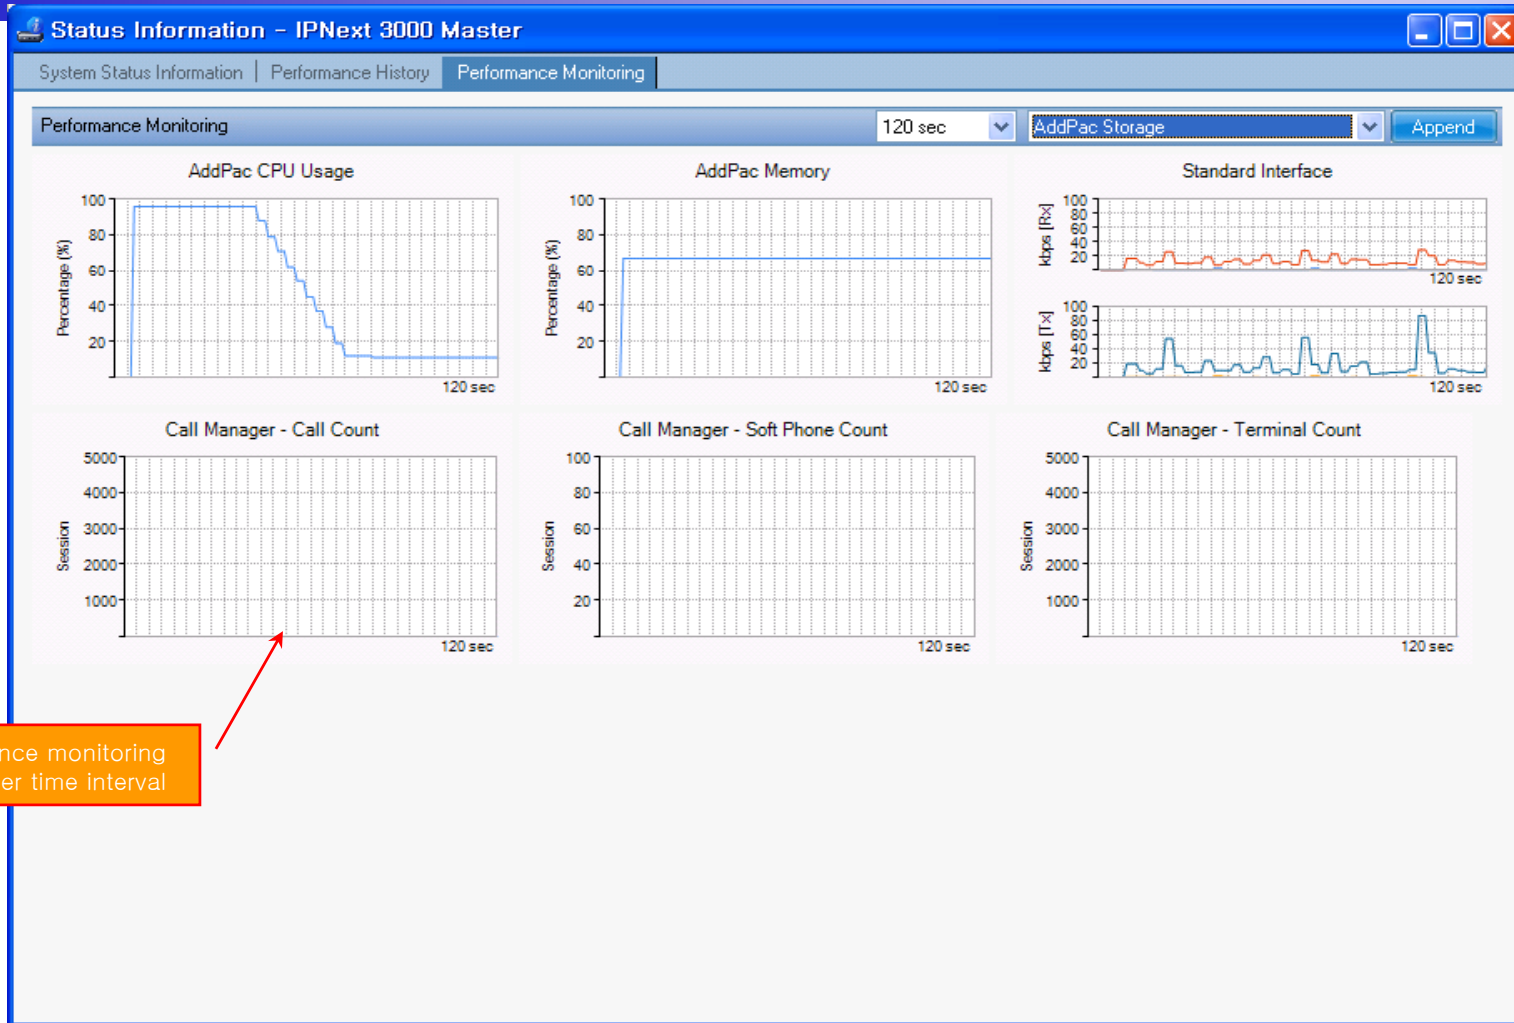 Status Information - IPNext 3000 Master
System Status Information | Performance History Performance Monitoring
Performance Monitoring 120 sec AddPac Storage Append
AddPac CPU Usage
Percentage (%)
100
80
60
40
20
120 sec
AddPac Memory
Percentage (%)
100
80
60
40
20
120 sec
Standard Interface
kbps [Rx]
100
80
60
40
20
120 sec
kbps [Tx]
100
80
60
40
20
120 sec
Call Manager - Call Count
Session
5000
4000
3000
2000
1000
120 sec
Call Manager - Soft Phone Count
Session
100
80
60
40
20
120 sec
Call Manager - Terminal Count
Session
5000
4000
3000
2000
1000
120 sec
nce monitoring
er time interval